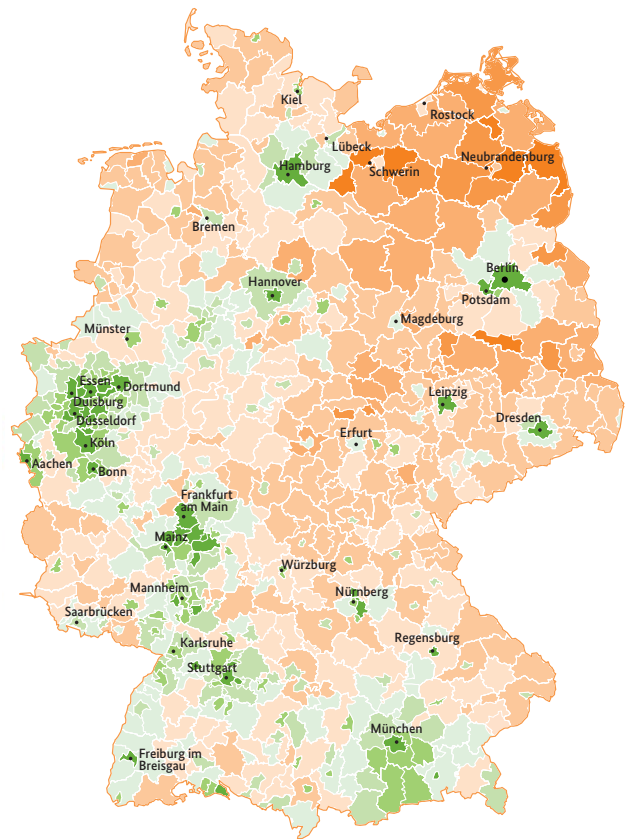 Kiel
Rostock
Lübeck
Hamburg
Schwerin
Neubrandenburg
Bremen
Berlin
Hannover
Potsdam
Magdeburg
Münster
Essen
Dortmund
Leipzig
Duisburg
Düsseldorf
Dresden
Erfurt
Köln
Aachen
Bonn
Frankfurt
am Main
Mainz
Würzburg
Mannheim
Nürnberg
Saarbrücken
Regensburg
Karlsruhe
Stuttgart
München
Freiburg im
Breisgau